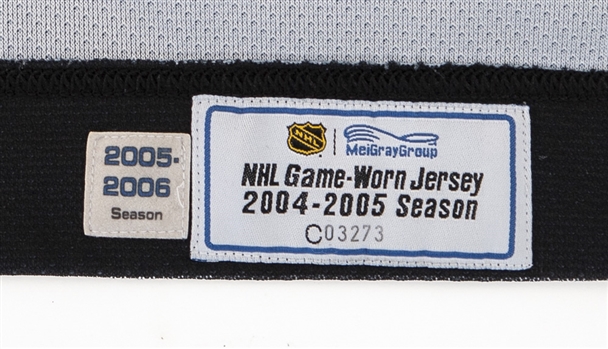 2005-
2006
Season
NHL
MeiGrayGroup
NHL Game-Worn Jersey
2004-2005 Season
C03273